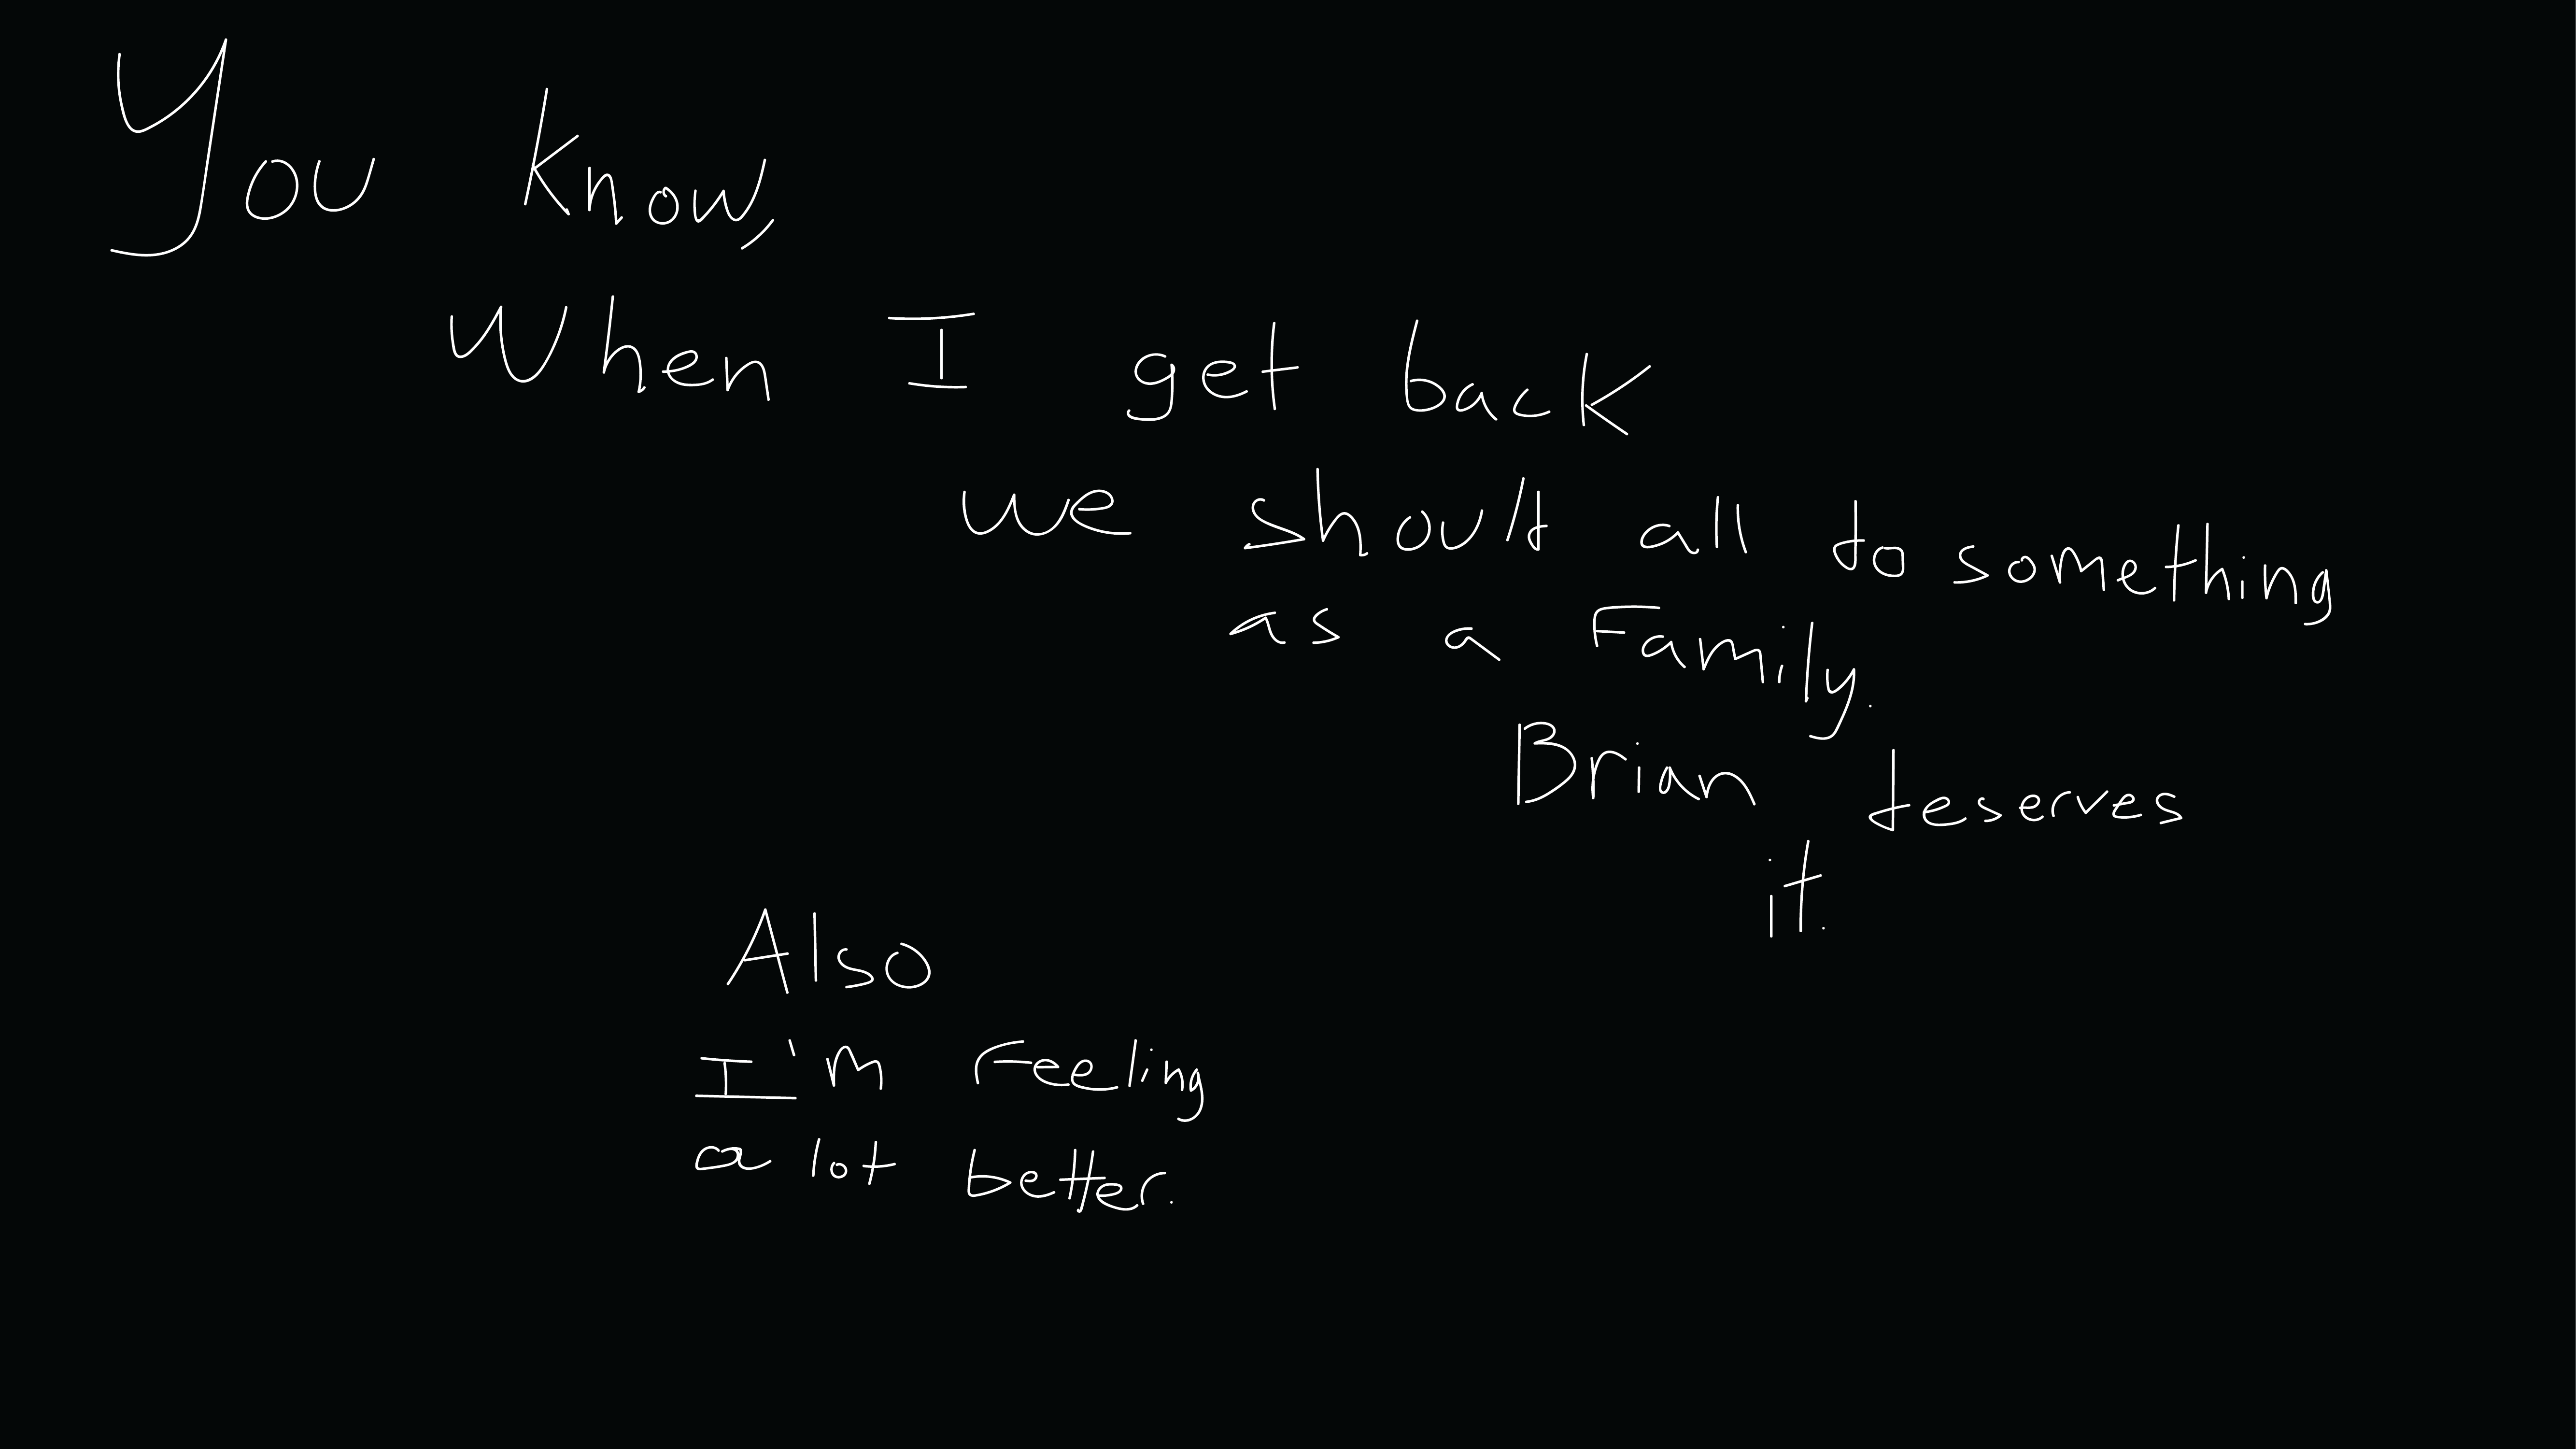 You know,
When I get back
we should all do something
as a Family.
Brian deserves
it.
Also
I'm Feeling
a lot better.